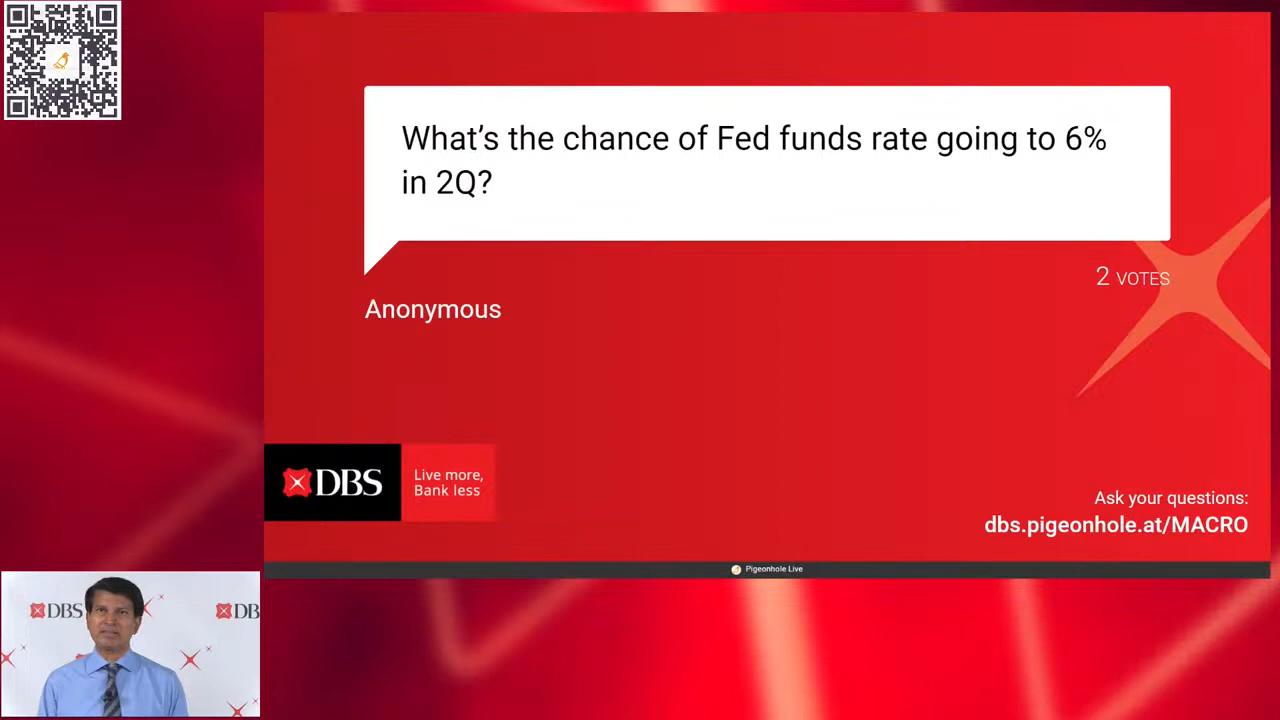 What’s the chance of Fed funds rate going to 6%
in 2Q?
2 VOTES
Anonymous
DBS
Live more,
Bank less
Ask your questions:
dbs.pigeonhole.at/MACRO
Pigeonhole Live
DBS
DB